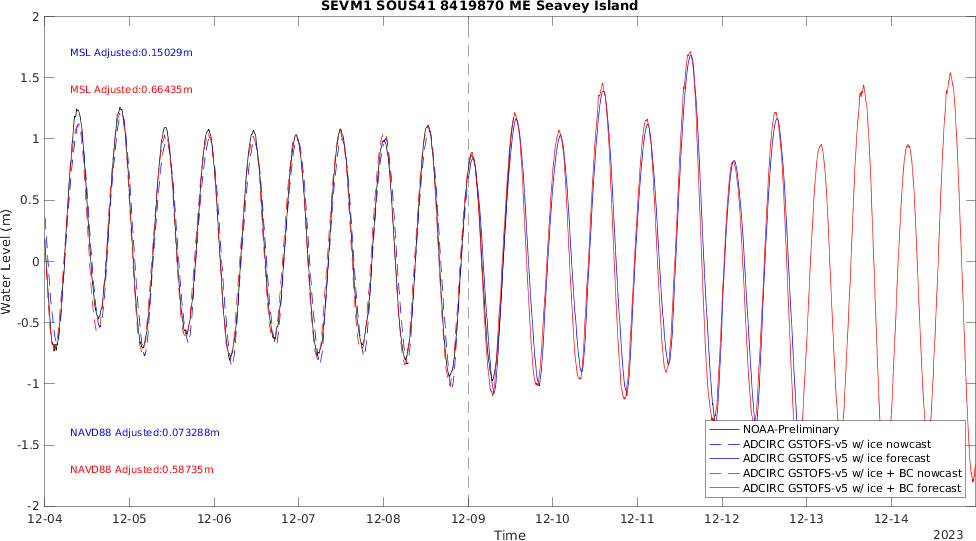 SEVM1 SOUS41 8419870 ME Seavey Island
2
1.5
1
0.5
0
-0.5
-1
-1.5
-2
Water Level (m)
MSL Adjusted:0.15029m
MSL Adjusted:0.66435m
NAVD88 Adjusted:0.073288m
NAVD88 Adjusted:0.58735m
NOAA-Preliminary
ADCIRC GSTOFS-v5 w/ ice nowcast
ADCIRC GSTOFS-v5 w/ ice forecast
ADCIRC GSTOFS-v5 w/ ice + BC nowcast
ADCIRC GSTOFS-v5 w/ ice + BC forecast
12-04 12-05 12-06 12-07 12-08 12-09 12-10 12-11 12-12 12-13 12-14
Time
2023